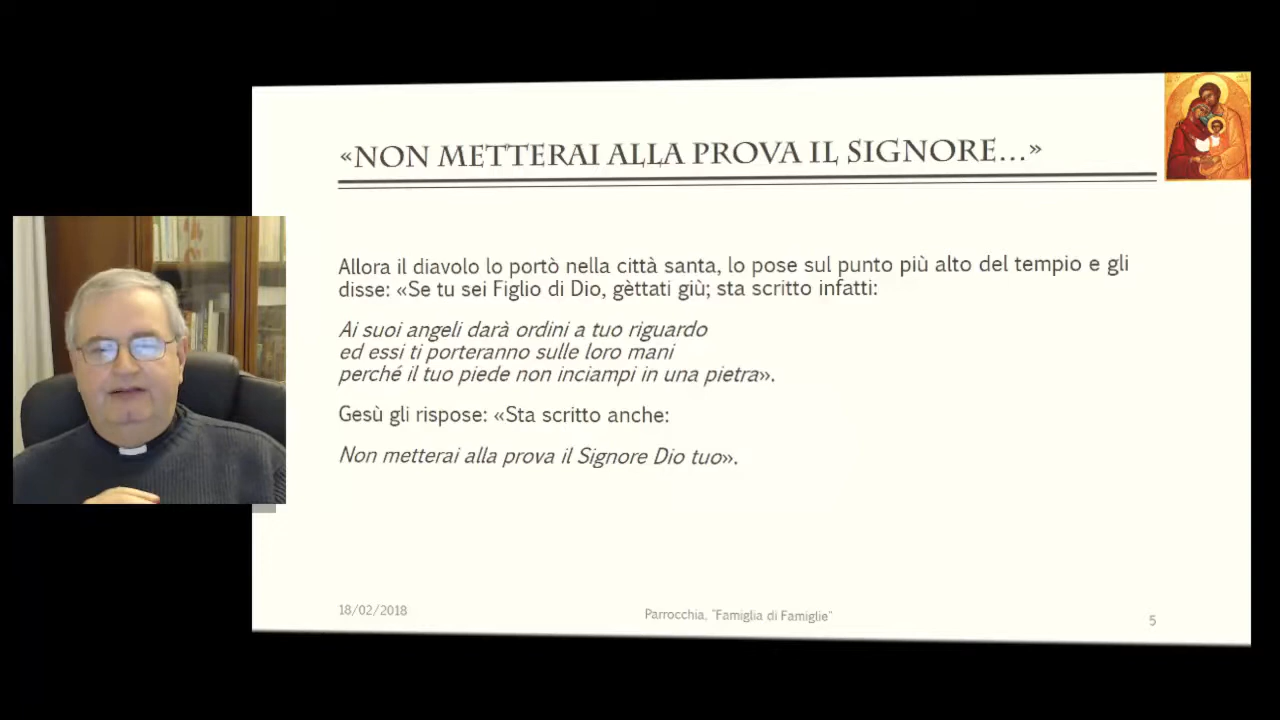 «NON METTERAI ALLA PROVA IL SIGNORE...»
Allora il diavolo lo portò nella città santa, lo pose sul punto più alto del tempio e gli
disse: «Se tu sei Figlio di Dio, gèttati giù; sta scritto infatti:
Ai suoi angeli darà ordini a tuo riguardo
ed essi ti porteranno sulle loro mani
perché il tuo piede non inciampi in una pietra».
Gesù gli rispose: «Sta scritto anche:
Non metterai alla prova il Signore Dio tuo».
18/02/2018
Parrocchia, "Famiglia di Famiglie"
5